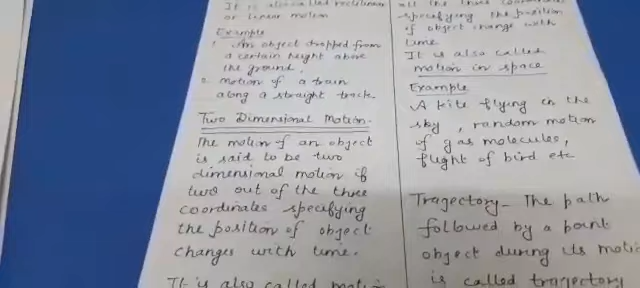 It is also called rectilinear
or linear motion
Example
1. An object dropped from
a certain height above
the ground.
2. motion of a train
along a straight track.
Two Dimensional Motion.
The motion of an object
is said to be two
dimensional motion if
two out of the three
coordinates specifying
the position of object
changes with time.
It is also called motion
all the three coordinates
specifying the position
of object change with
time
It is also called
motion in space
Example
A kite flying in the
sky, random motion
of gas molecules,
flight of bird etc
Trajectory - The path
followed by a point
object during its motion
is called trajectory